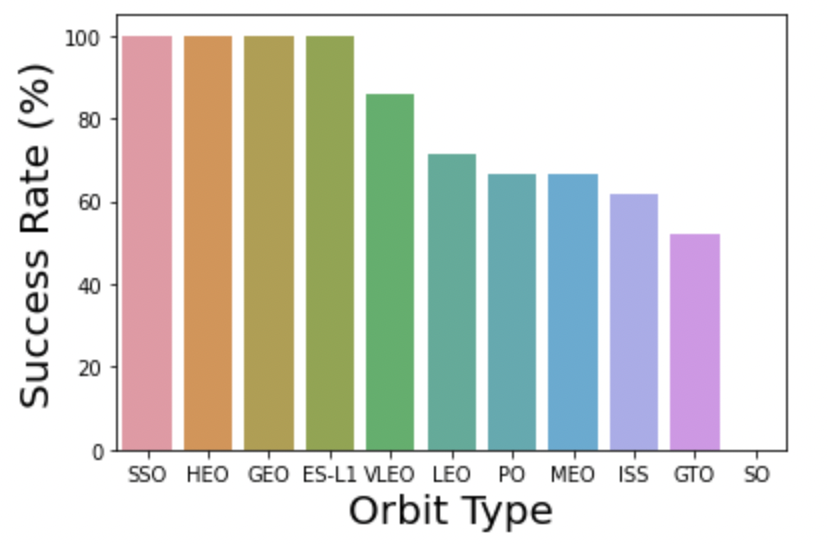 Success Rate (%)
100
80
60
40
20
0
SSO HEO GEO ES-L1 VLEO LEO PO MEO ISS GTO SO
Orbit Type